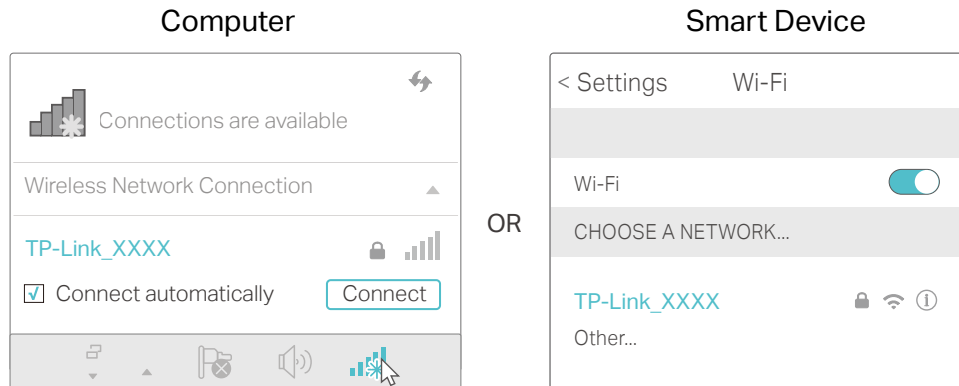 Computer
Connections are available
Wireless Network Connection
TP-Link_XXXX
Connect automatically
Connect
OR
Smart Device
< Settings Wi-Fi
Wi-Fi
CHOOSE A NETWORK...
TP-Link_XXXX
Other...